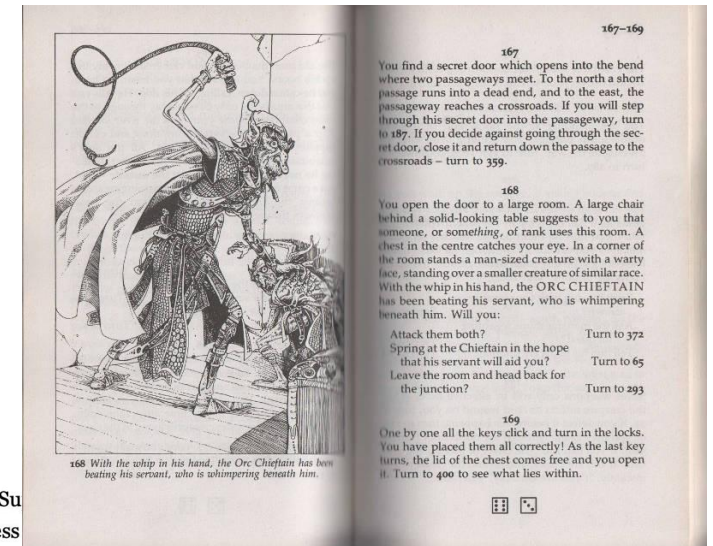 168 With the whip in his hand, the Orc Chieftain has been
beating his servant, who is whimpering beneath him.
167–169
167
You find a secret door which opens into the bend
where two passageways meet. To the north a short
passage runs into a dead end, and to the east, the
passageway reaches a crossroads. If you will step
through this secret door into the passageway, turn
to 187. If you decide against going through the sec-
ret door, close it and return down the passage to the
crossroads – turn to 359.
168
You open the door to a large room. A large chair
behind a solid-looking table suggests to you that
someone, or something, of rank uses this room. A
chest in the centre catches your eye. In a corner of
the room stands a man-sized creature with a warty
face, standing over a smaller creature of similar race.
With the whip in his hand, the ORC CHIEFTAIN
has been beating his servant, who is whimpering
beneath him. Will you:
Attack them both? Turn to 372
Spring at the Chieftain in the hope
that his servant will aid you? Turn to 65
Leave the room and head back for
the junction? Turn to 293
169
One by one all the keys click and turn in the locks.
You have placed them all correctly! As the last key
turns, the lid of the chest comes free and you open
it. Turn to 400 to see what lies within.
Su
ess